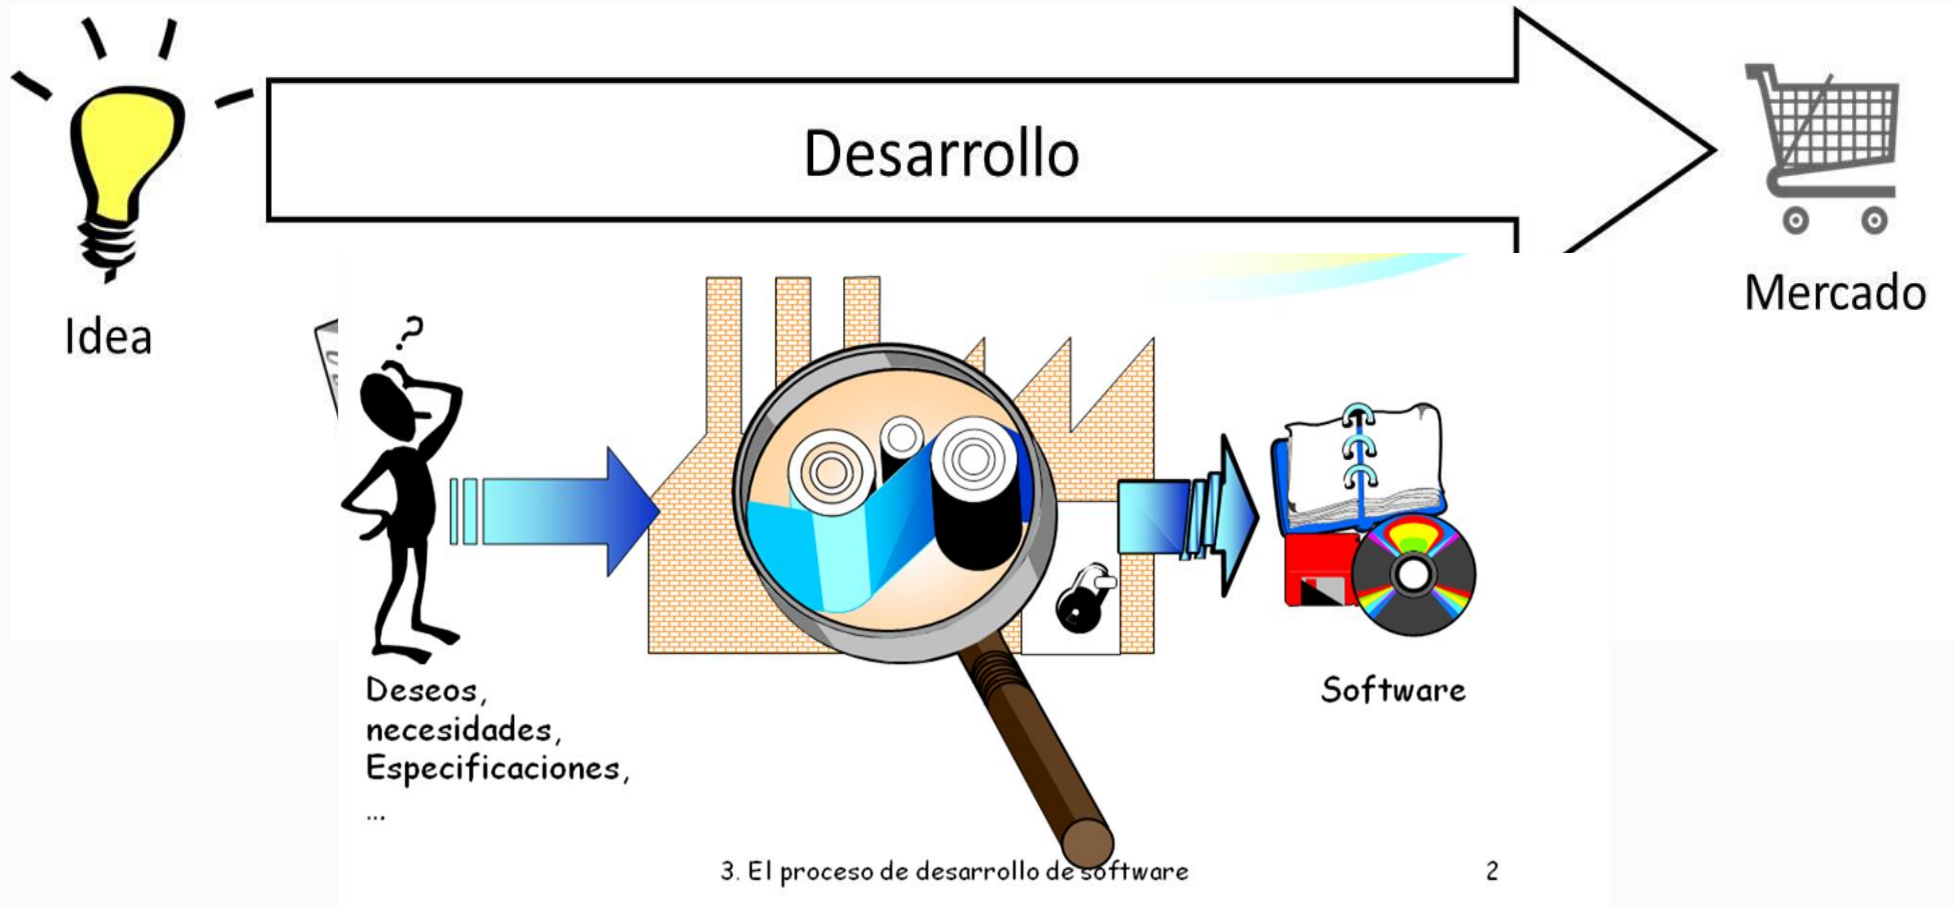 Desarrollo
Idea
Mercado
?
Deseos,
necesidades,
Especificaciones,
...
Software
3. El proceso de desarrollo de software
2